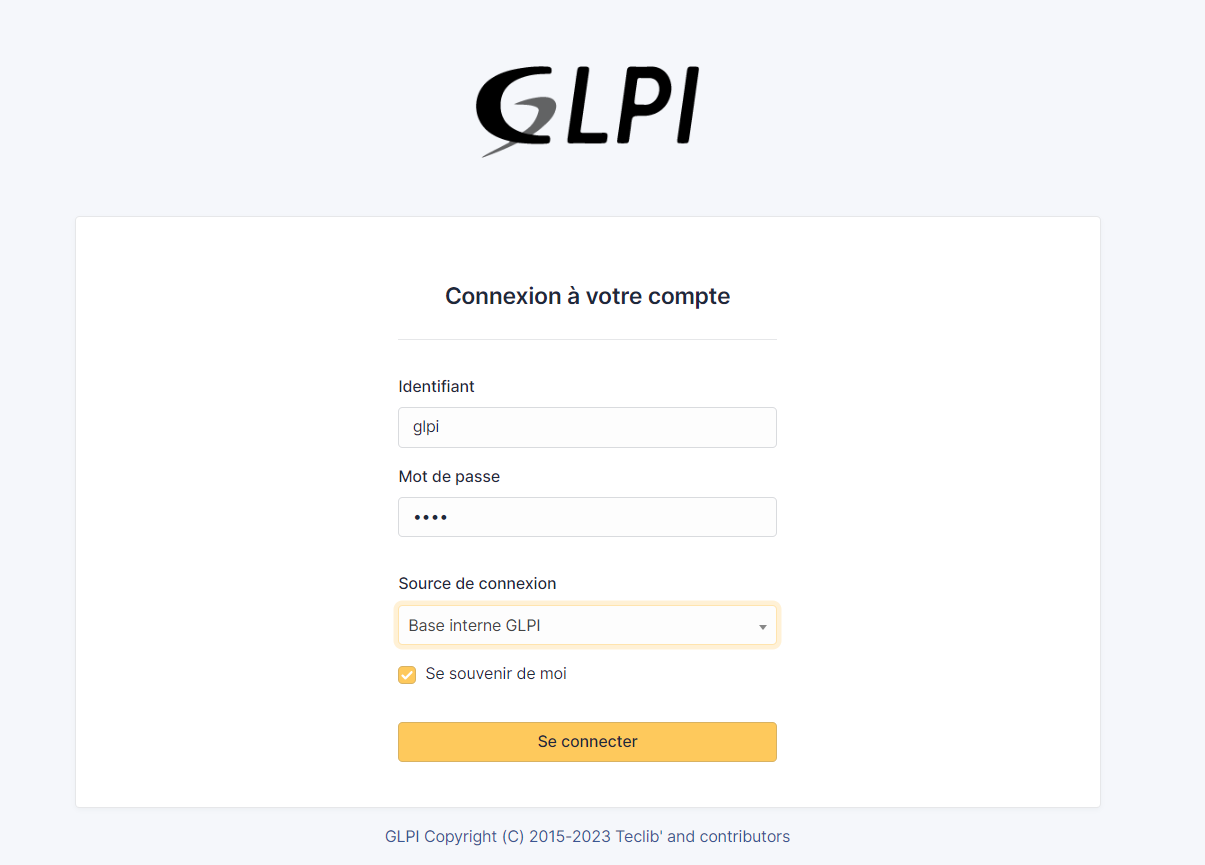 GLPI
Connexion à votre compte
Identifiant
glpi
Mot de passe
••••
Source de connexion
Base interne GLPI
Se souvenir de moi
Se connecter
GLPI Copyright (C) 2015-2023 Teclib' and contributors